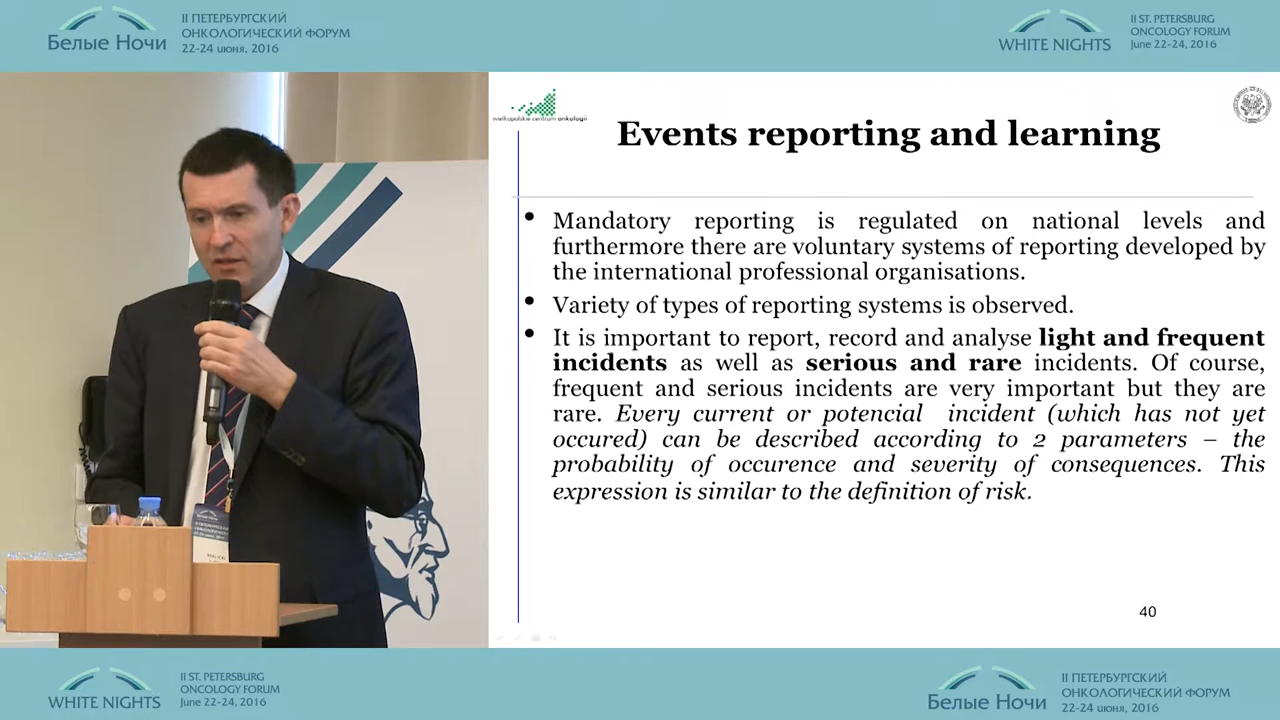 Белые Ночи
II ПЕТЕРБУРГСКИЙ
ОНКОЛОГИЧЕСКИЙ ФОРУМ
22-24 июня, 2016
WHITE NIGHTS
II ST. PETERSBURG
ONCOLOGY FORUM
June 22-24, 2016
wielkopolskie centrum onkologii
Events reporting and learning
• Mandatory reporting is regulated on national levels and
furthermore there are voluntary systems of reporting developed by
the international professional organisations.
• Variety of types of reporting systems is observed.
• It is important to report, record and analyse light and frequent
incidents as well as serious and rare incidents. Of course,
frequent and serious incidents are very important but they are
rare. Every current or potencial incident (which has not yet
occured) can be described according to 2 parameters – the
probability of occurence and severity of consequences. This
expression is similar to the definition of risk.
40
Белые Ночи
WHITE NIGHTS
II ST. PETERSBURG
ONCOLOGY FORUM
June 22-24, 2016
Белые Ночи
II ПЕТЕРБУРГСКИЙ
ОНКОЛОГИЧЕСКИЙ ФОРУМ
22-24 июня, 2016